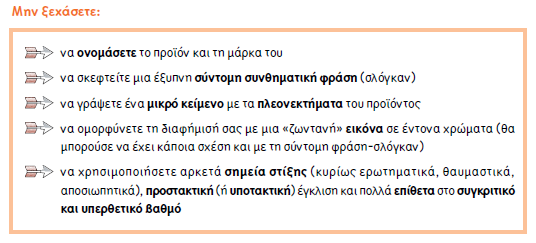 Μην ξεχάσετε:
να ονομάσετε το προϊόν και τη μάρκα του
να σκεφτείτε μια έξυπνη σύντομη συνθηματική φράση (σλόγκαν)
να γράψετε ένα μικρό κείμενο με τα πλεονεκτήματα του προϊόντος
να ομορφύνετε τη διαφήμισή σας με μια «ζωντανή» εικόνα σε έντονα χρώματα (θα
μπορούσε να έχει κάποια σχέση και με τη σύντομη φράση-σλόγκαν)
να χρησιμοποιήσετε αρκετά σημεία στίξης (κυρίως ερωτηματικά, θαυμαστικά,
αποσιωπητικά), προστακτική (ή υποτακτική) έγκλιση και πολλά επίθετα στο συγκριτικό
και υπερθετικό βαθμό